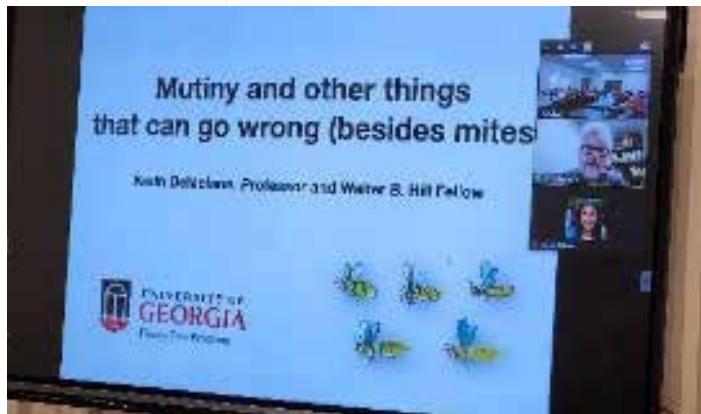 Mutiny and other things
that can go wrong (besides mites
Keith Delaplane, Professor and Walter B. Hill Fellow
UNIVERSITY OF
GEORGIA